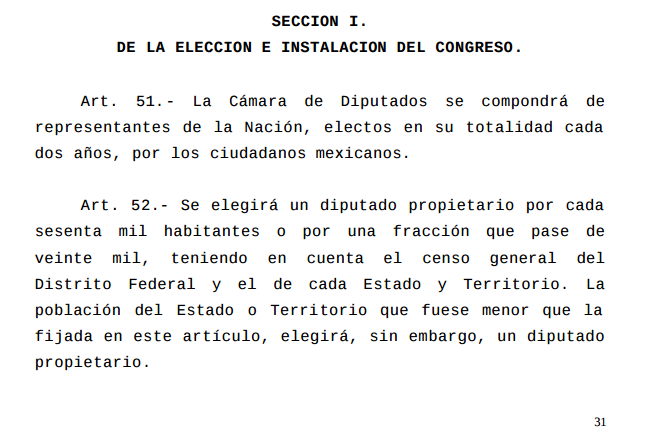 SECCION I.
DE LA ELECCION E INSTALACION DEL CONGRESO.
Art. 51.- La Cámara de Diputados se compondrá de
representantes de la Nación, electos en su totalidad cada
dos años, por los ciudadanos mexicanos.
Art. 52.- Se elegirá un diputado propietario por cada
sesenta mil habitantes o por una fracción que pase de
veinte mil, teniendo en cuenta el censo general del
Distrito Federal y el de cada Estado y Territorio. La
población del Estado o Territorio que fuese menor que la
fijada en este artículo, elegirá, sin embargo, un diputado
propietario.
31